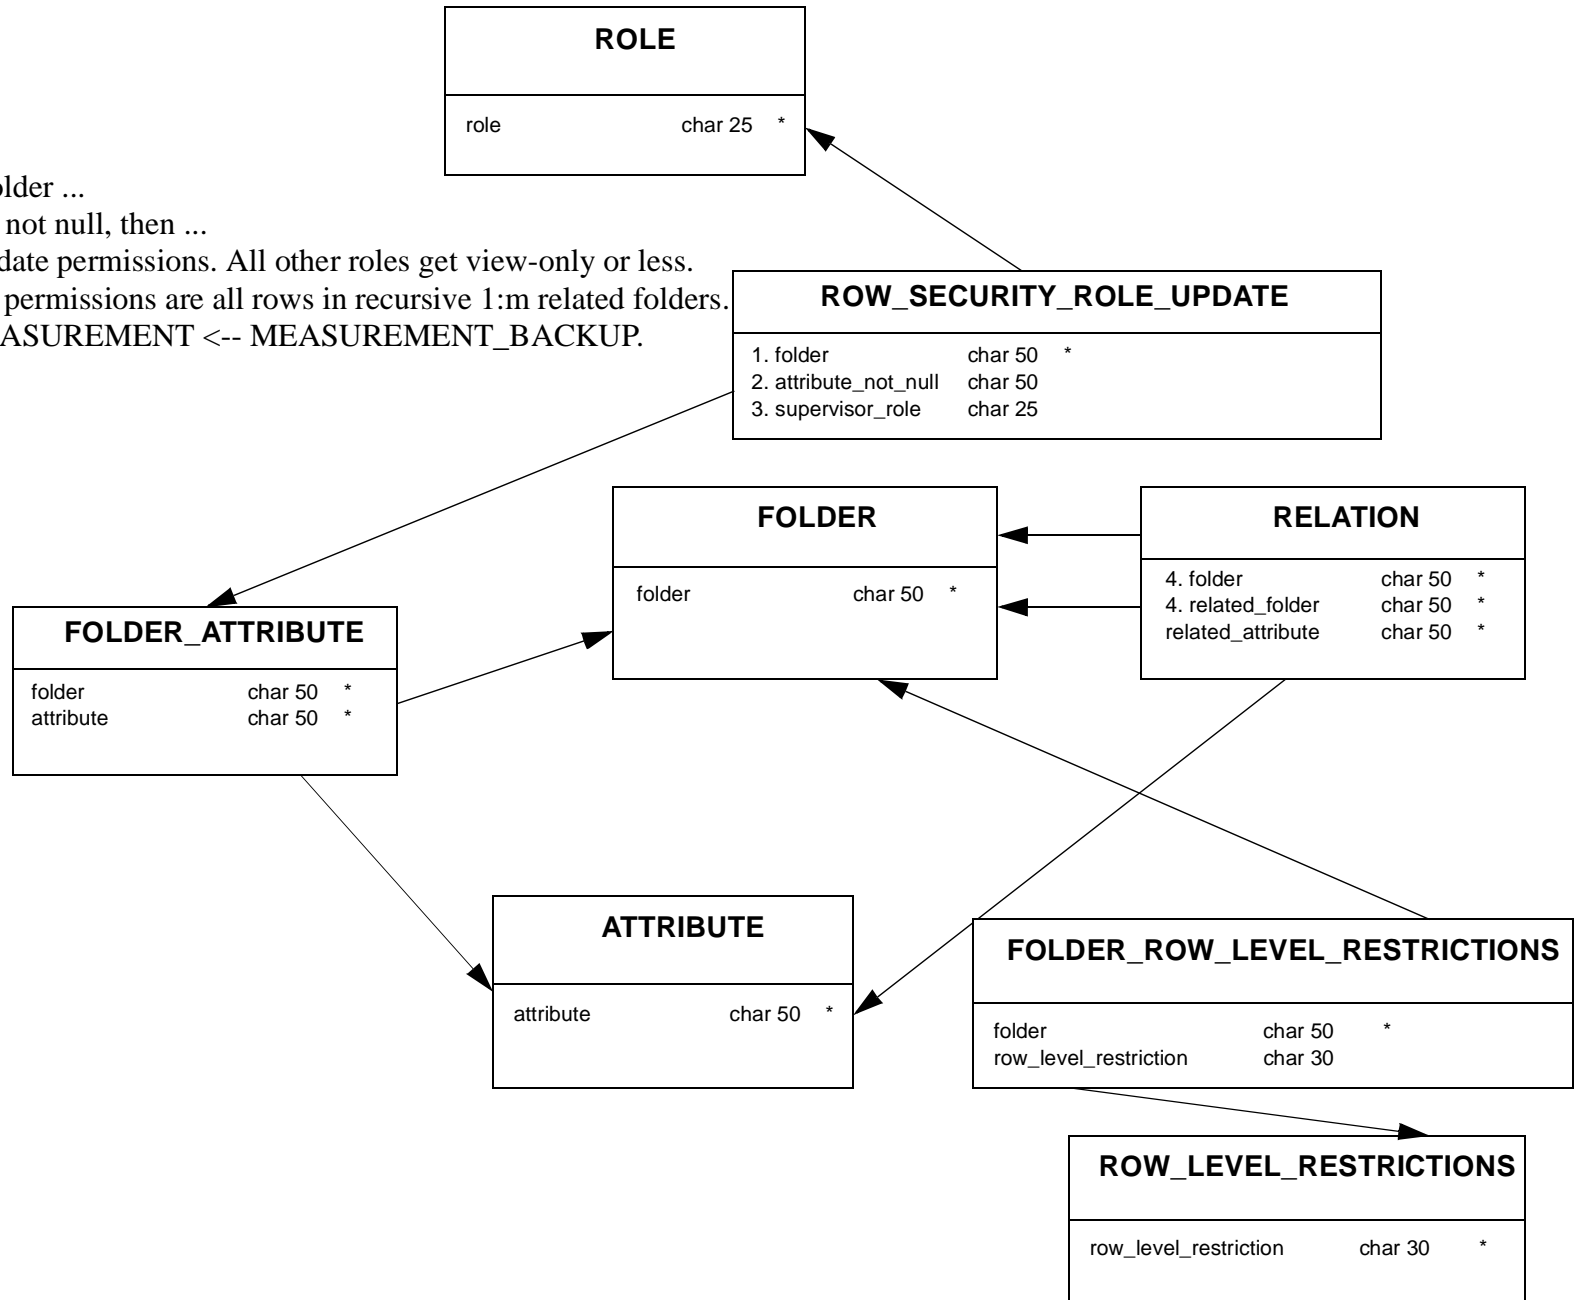 ROLE
role char 25 *
older ...
not null, then ...
date permissions. All other roles get view-only or less.
permissions are all rows in recursive 1:m related folders.
ASUREMENT <-- MEASUREMENT_BACKUP.
ROW_SECURITY_ROLE_UPDATE
1. folder char 50 *
2. attribute_not_null char 50
3. supervisor_role char 25
FOLDER
folder char 50 *
RELATION
4. folder char 50 *
4. related_folder char 50 *
related_attribute char 50 *
FOLDER_ATTRIBUTE
folder char 50 *
attribute char 50 *
ATTRIBUTE
attribute char 50 *
FOLDER_ROW_LEVEL_RESTRICTIONS
folder char 50 *
row_level_restriction char 30
ROW_LEVEL_RESTRICTIONS
row_level_restriction char 30 *